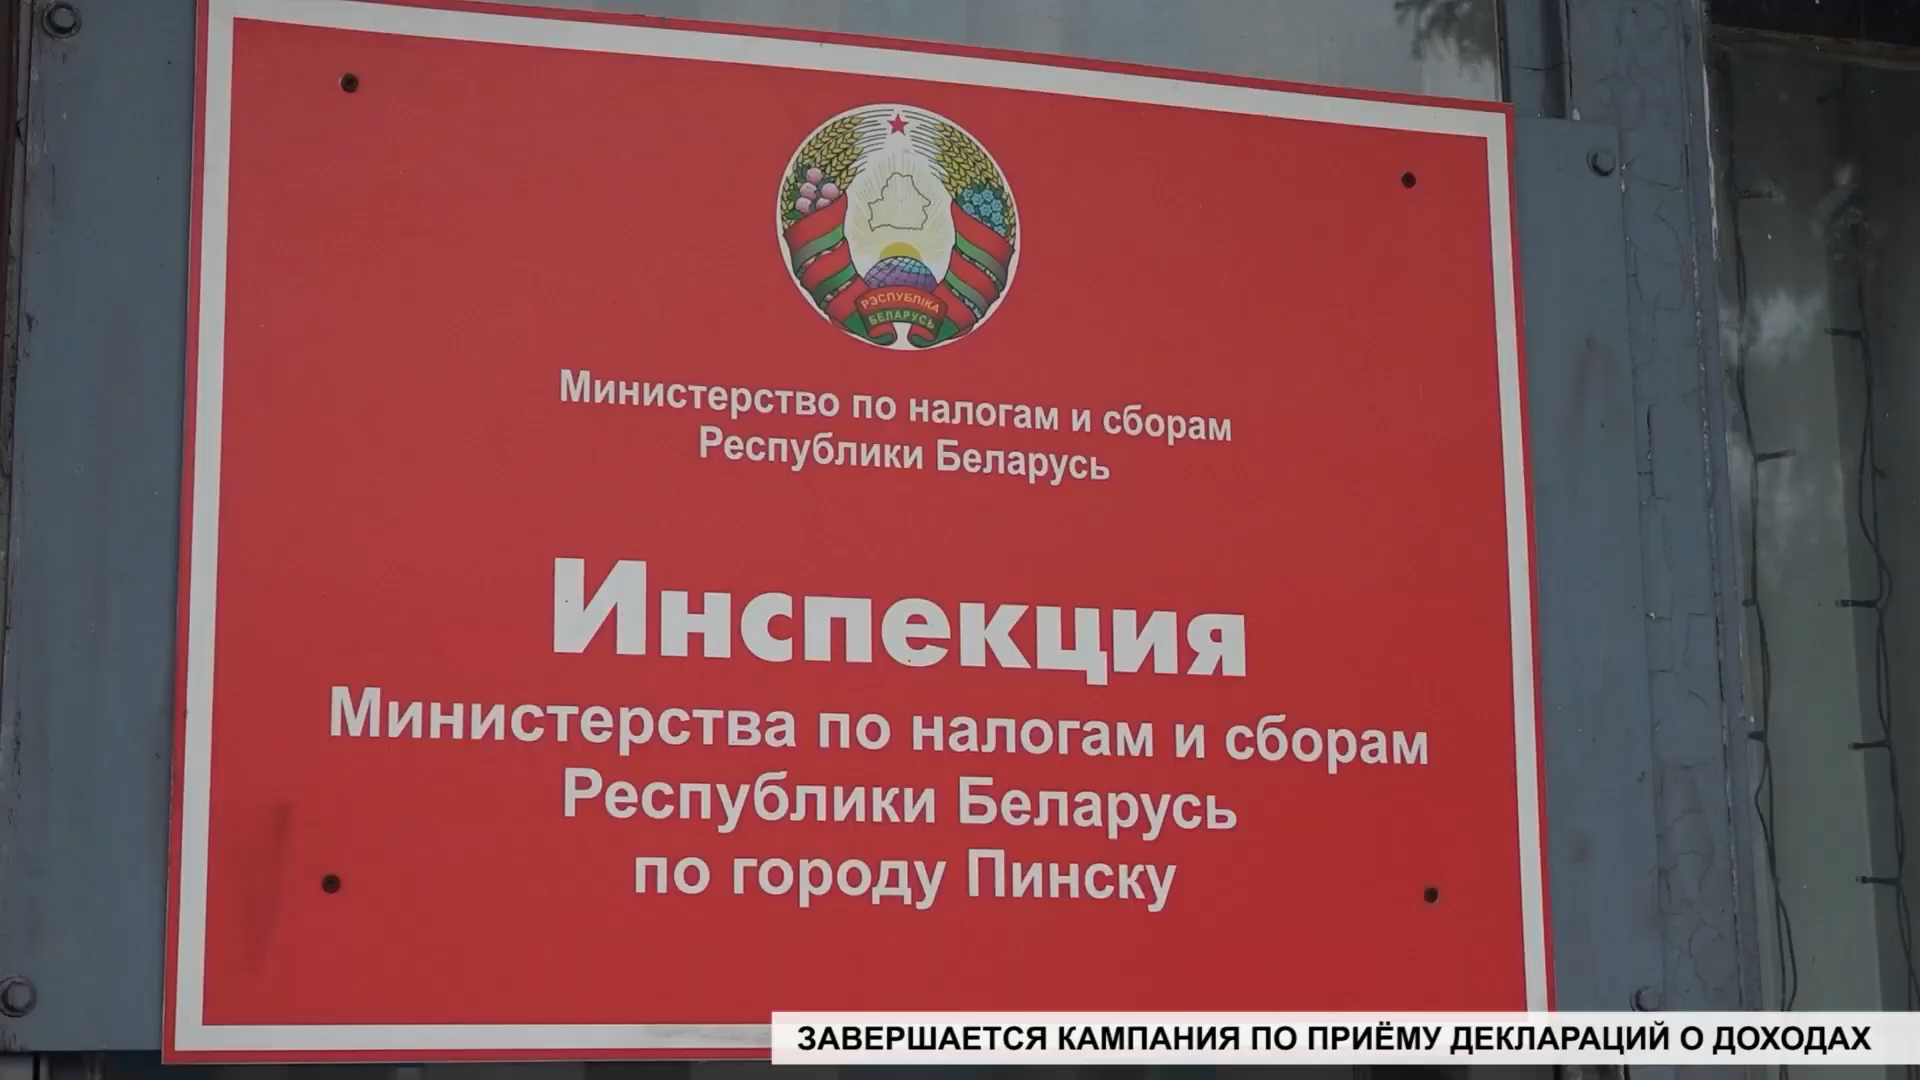 РЭСПУБЛІКА
БЕЛАРУСЬ
Министерство по налогам и сборам
Республики Беларусь
Инспекция
Министерства по налогам и сборам
Республики Беларусь
по городу Пинску
ЗАВЕРШАЕТСЯ КАМПАНИЯ ПО ПРИЁМУ ДЕКЛАРАЦИЙ О ДОХОДАХ